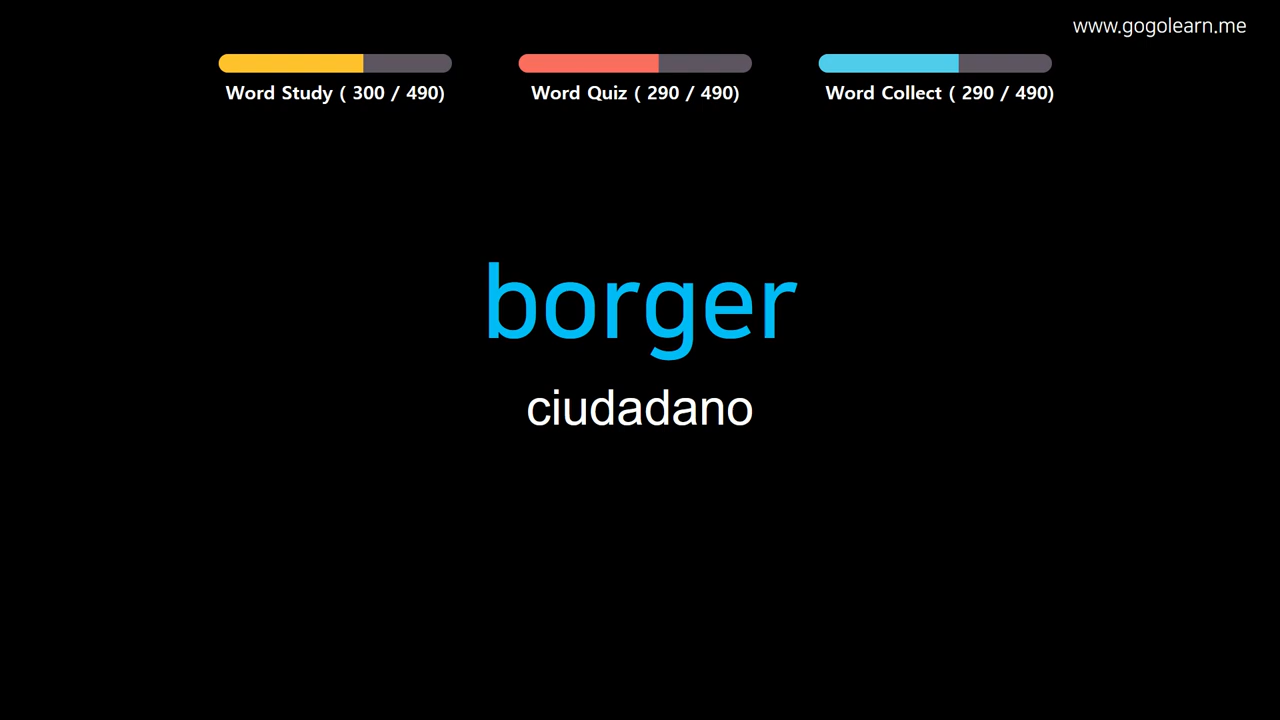 www.gogolearn.me
Word Study ( 300 / 490)
Word Quiz ( 290 / 490)
Word Collect ( 290 / 490)
borger
ciudadano